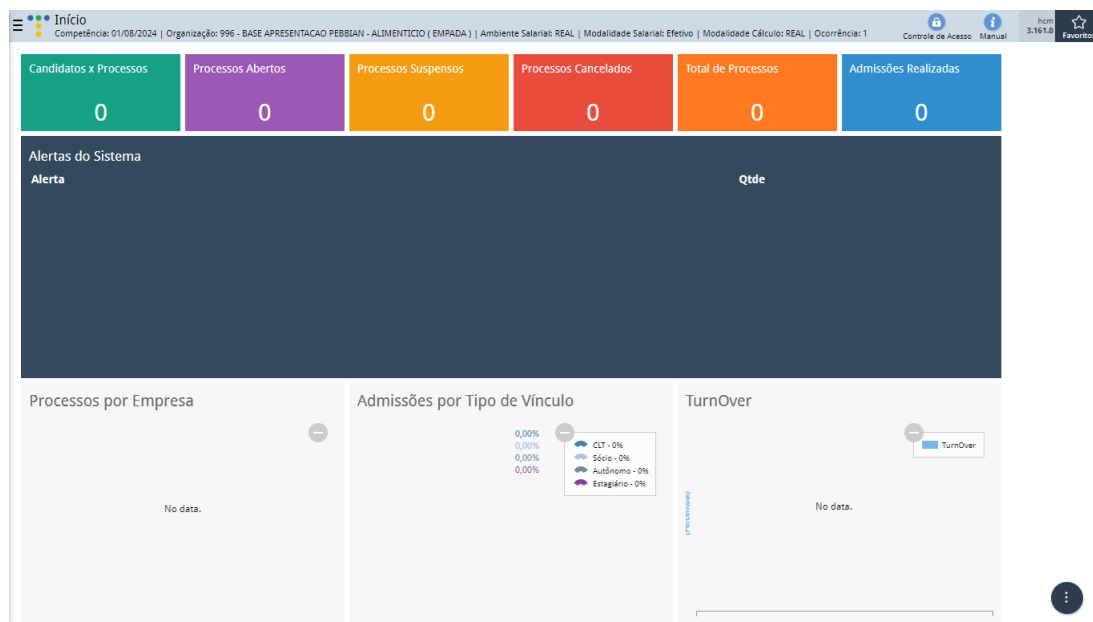 Início
Competência: 01/08/2024 | Organização: 996 - BASE APRESENTACAO PEBBIAN - ALIMENTICIO ( EMPADA ) | Ambiente Salarial: REAL | Modalidade Salarial: Efetivo | Modalidade Cálculo: REAL | Ocorrência: 1
Controle de Acesso
Manual
hcm
3.161.0
Favoritos
Candidatos x Processos
0
Processos Abertos
0
Processos Suspensos
0
Processos Cancelados
0
Total de Processos
0
Admissões Realizadas
0
Alertas do Sistema
Alerta Qtde
Processos por Empresa
No data.
Admissões por Tipo de Vínculo
0,00%
0,00%
0,00%
0,00%
CLT - 0%
Sócio - 0%
Autônomo - 0%
Estagiário - 0%
TurnOver
TurnOver
No data.